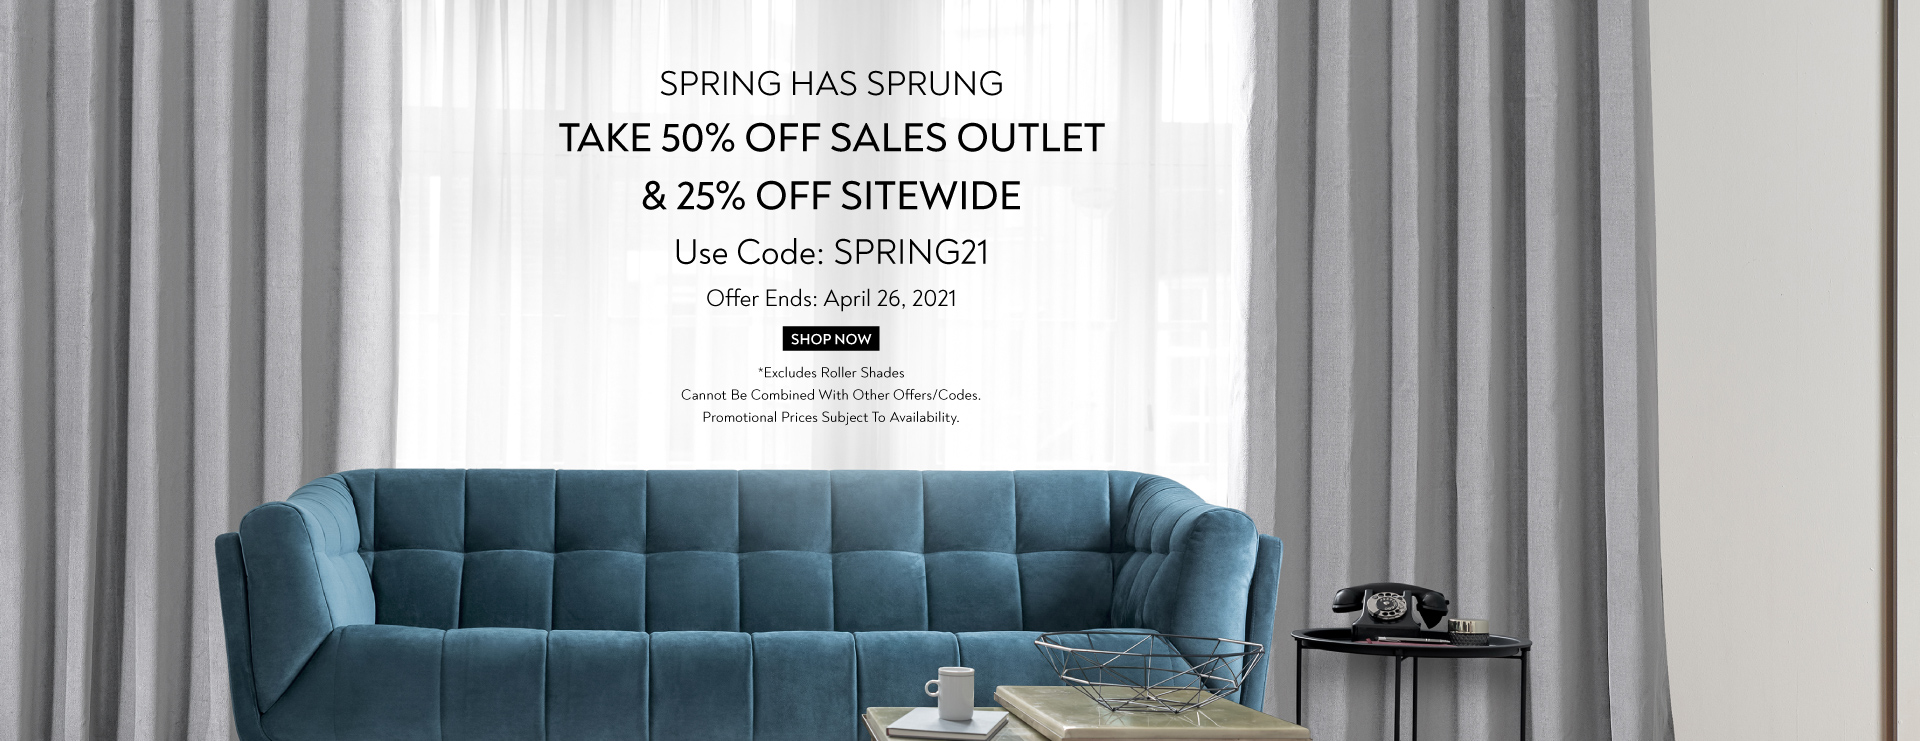 SPRING HAS SPRUNG
TAKE 50% OFF SALES OUTLET
& 25% OFF SITEWIDE
Use Code: SPRING21
Offer Ends: April 26, 2021
SHOP NOW
*Excludes Roller Shades
Cannot Be Combined With Other Offers/Codes.
Promotional Prices Subject To Availability.